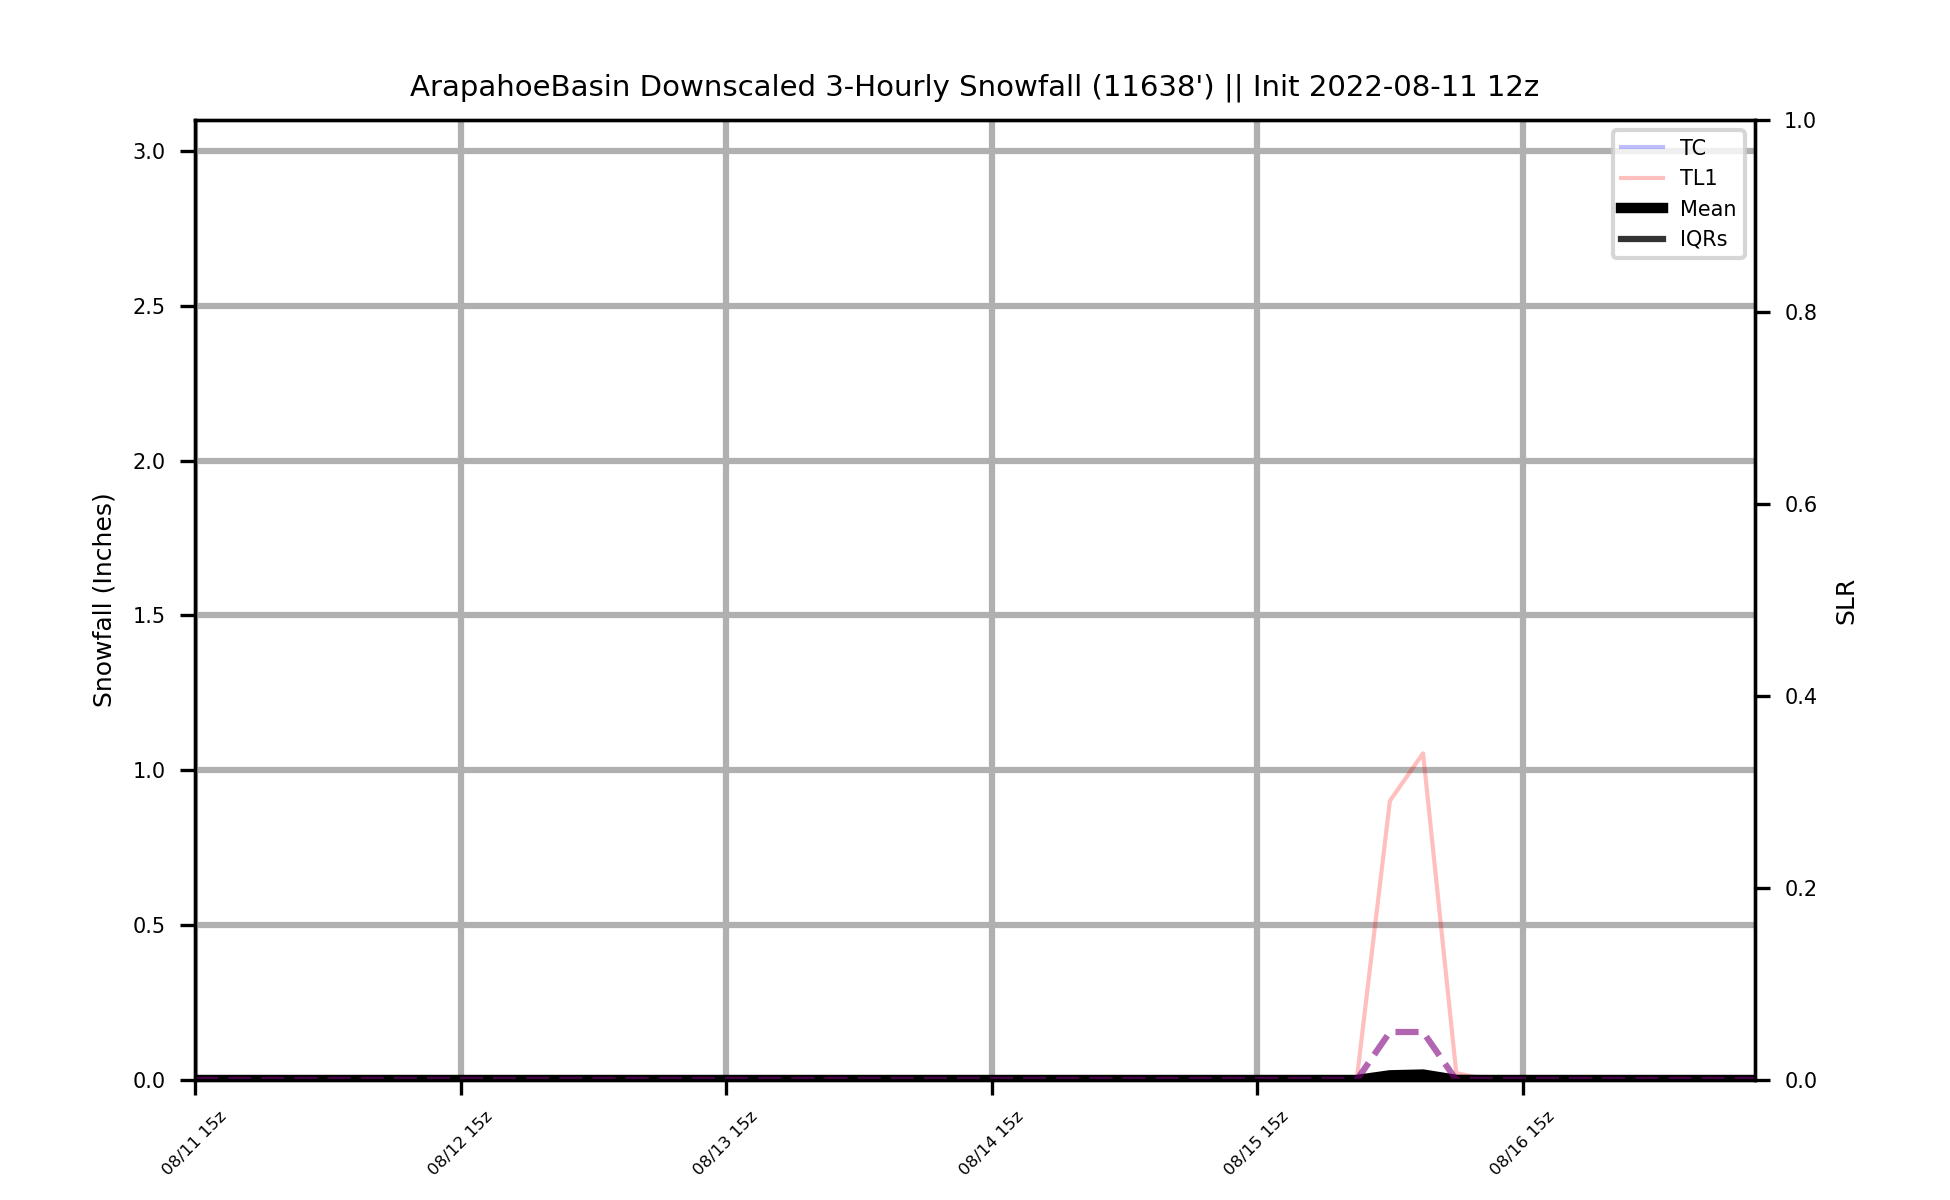 ArapahoeBasin Downscaled 3-Hourly Snowfall (11638') || Init 2022-08-11 12z
TC
TL1
Mean
IQRs
Snowfall (Inches)
3.0
2.5
2.0
1.5
1.0
0.5
0.0
1.0
0.8
0.6
0.4
0.2
0.0
SLR
08/11 15z
08/12 15z
08/13 15z
08/14 15z
08/15 15z
08/16 15z